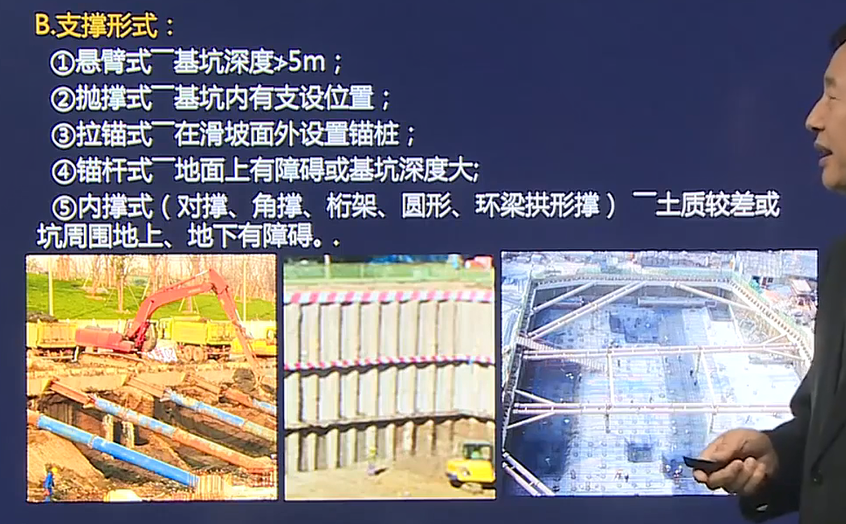 B.支撑形式：
①悬臂式￣基坑深度≯5m；
②抛撑式￣基坑内有支设位置；
③拉锚式￣在滑坡面外设置锚桩；
④锚杆式￣地面上有障碍或基坑深度大;
⑤内撑式（对撑、角撑、桁架、圆形、环梁拱形撑）￣土质较差或
坑周围地上、地下有障碍。.